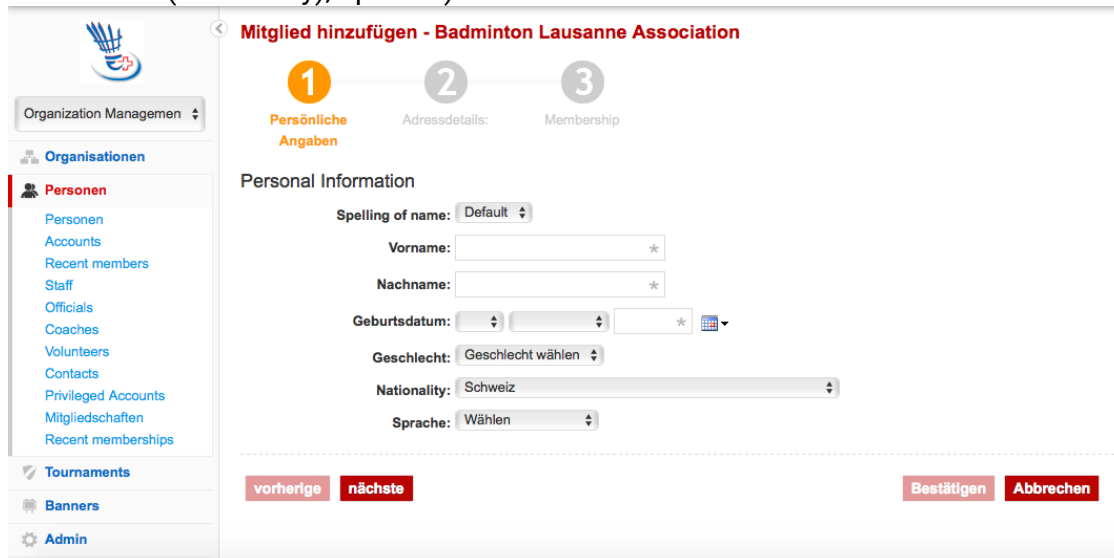 Mitglied hinzufügen - Badminton Lausanne Association
1 2 3
Persönliche Angaben
Adressdetails:
Membership
Organization Managemen
Organisationen
Personen
Personen
Accounts
Recent members
Staff
Officials
Coaches
Volunteers
Contacts
Privileged Accounts
Mitgliedschaften
Recent memberships
Tournaments
Banners
Admin
Personal Information
Spelling of name: Default
Vorname: *
Nachname: *
Geburtsdatum: *
Geschlecht: Geschlecht wählen
Nationality: Schweiz
Sprache: Wählen
vorherige nächste Bestätigen Abbrechen